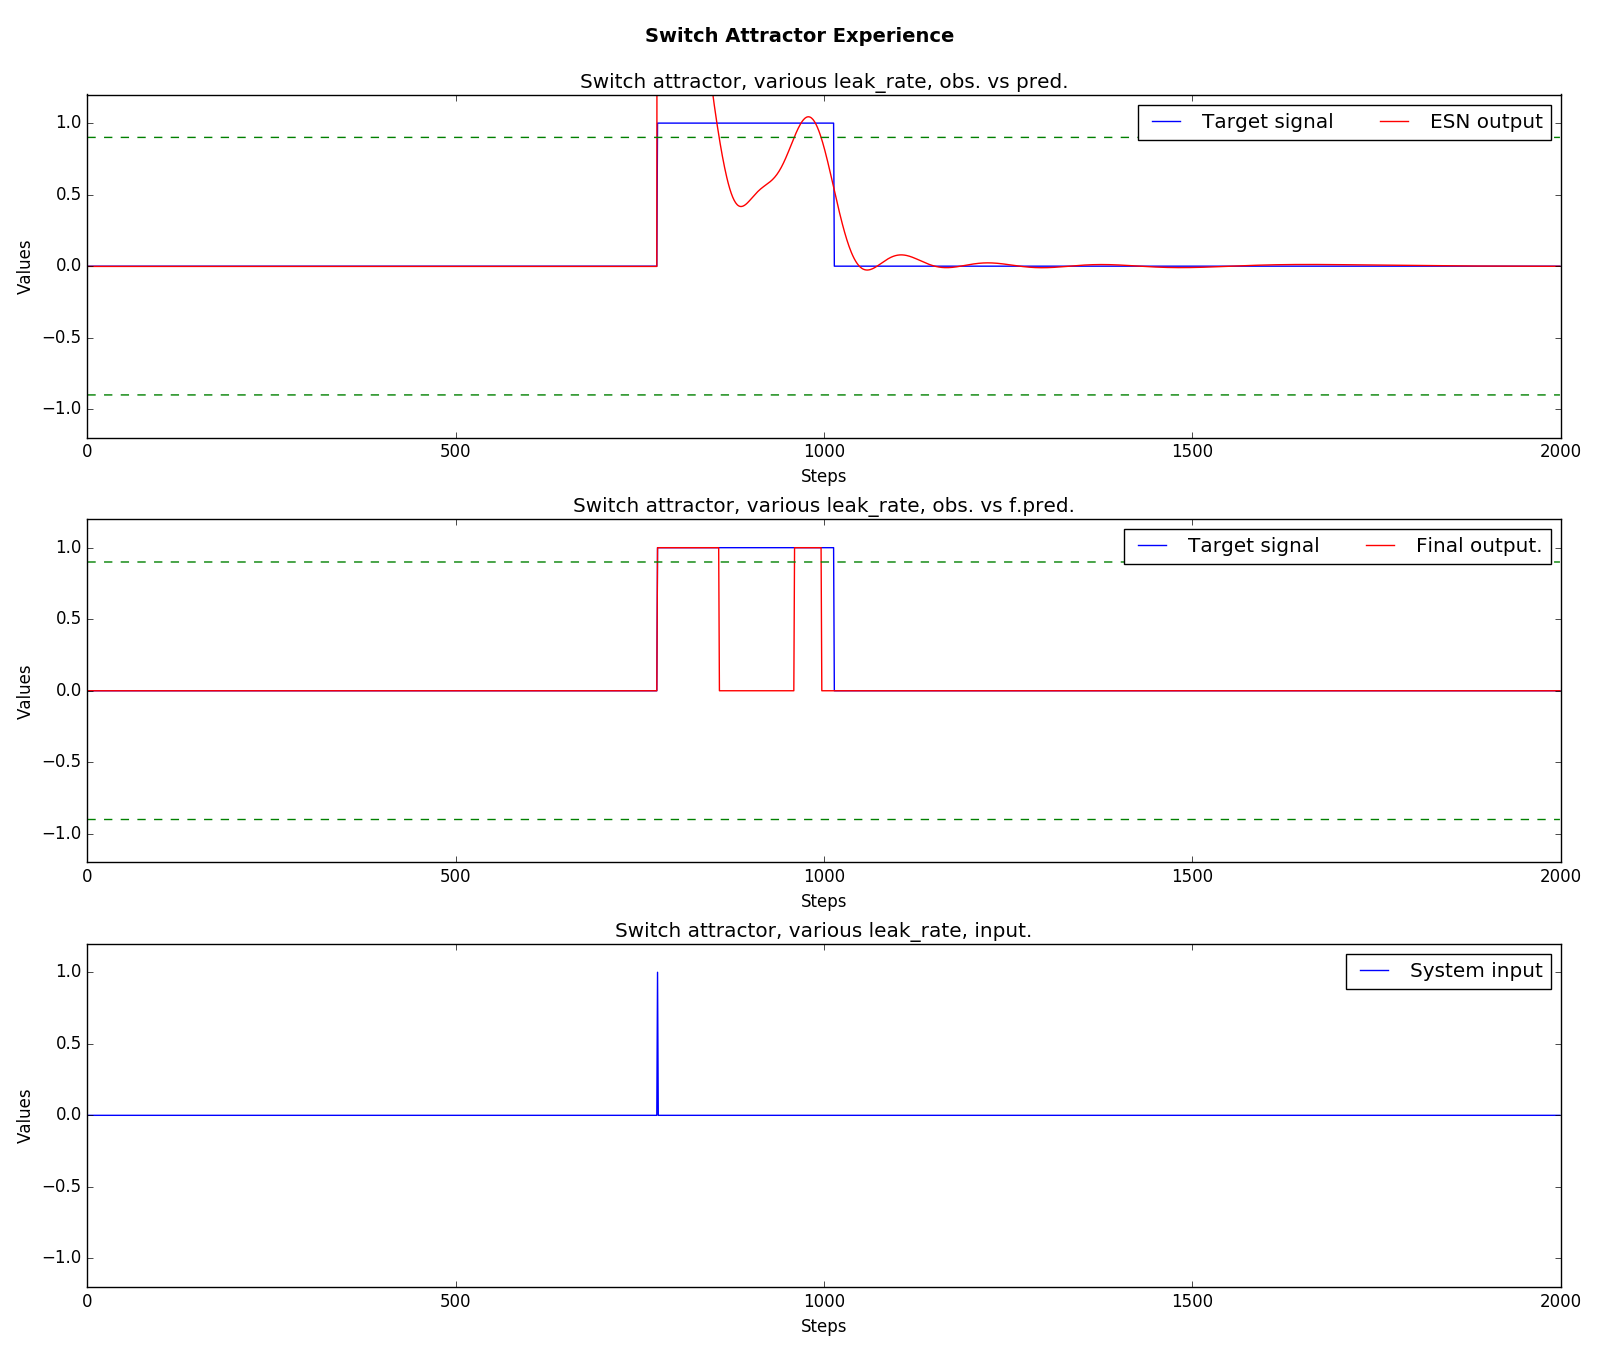 Switch Attractor Experience
Switch attractor, various leak_rate, obs. vs pred.
Target signal ESN output
1.0
0.5
0.0
−0.5
−1.0
Values
0 500 1000 1500 2000
Steps
Switch attractor, various leak_rate, obs. vs f.pred.
Target signal Final output.
1.0
0.5
0.0
−0.5
−1.0
Values
0 500 1000 1500 2000
Steps
Switch attractor, various leak_rate, input.
System input
1.0
0.5
0.0
−0.5
−1.0
Values
0 500 1000 1500 2000
Steps